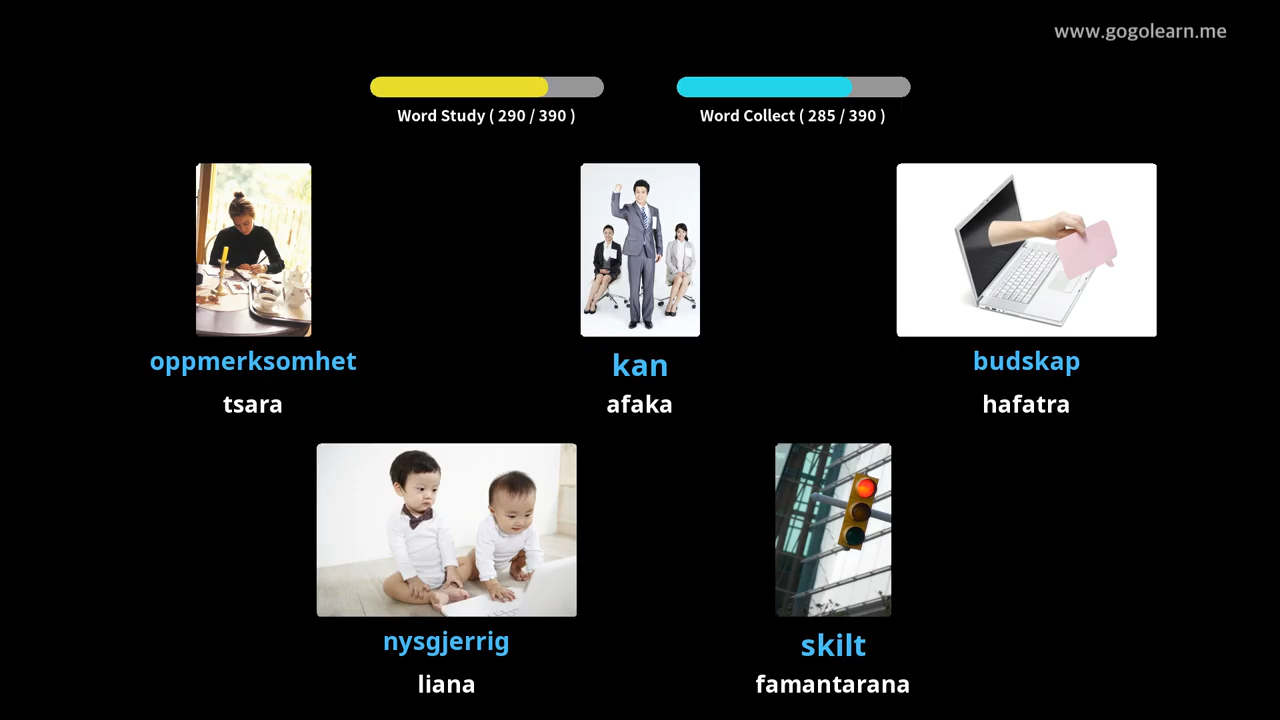 www.gogolearn.me
Word Study ( 290 / 390 )
Word Collect ( 285 / 390 )
oppmerksomhet
tsara
kan
afaka
budskap
hafatra
nysgjerrig
liana
skilt
famantarana